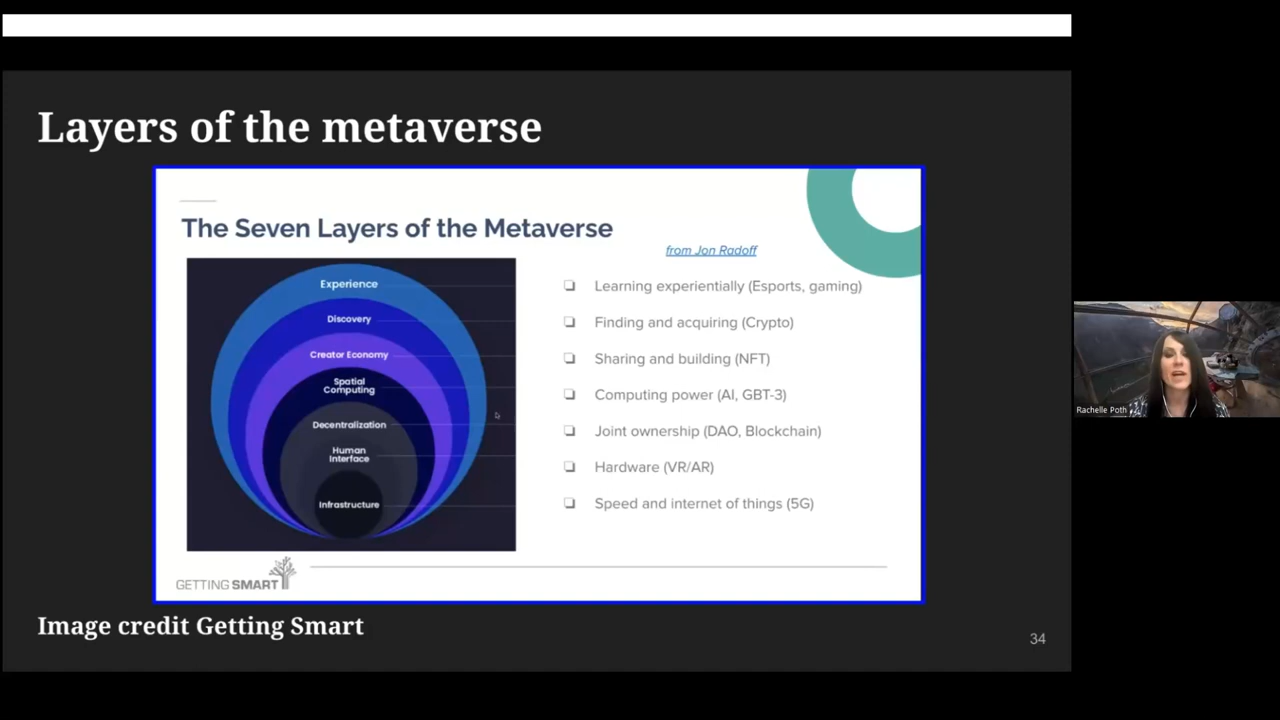 Layers of the metaverse
The Seven Layers of the Metaverse
from Jon Radoff
Experience
Discovery
Creator Economy
Spatial
Computing
Decentralization
Human
Interface
Infrastructure
Learning experientially (Esports, gaming)
Finding and acquiring (Crypto)
Sharing and building (NFT)
Computing power (AI, GBT-3)
Joint ownership (DAO, Blockchain)
Hardware (VR/AR)
Speed and internet of things (5G)
GETTING SMART
Image credit Getting Smart
34
Rachelle Poth